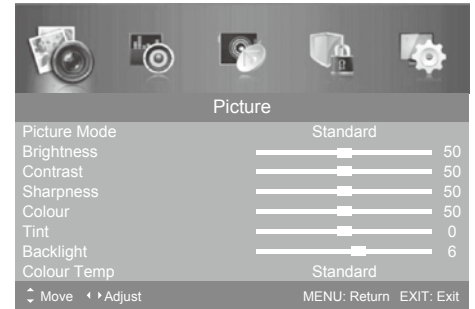 Picture
Picture Mode Standard
Brightness 50
Contrast 50
Sharpness 50
Colour 50
Tint 0
Backlight 6
Colour Temp Standard
Move Adjust MENU: Return EXIT: Exit